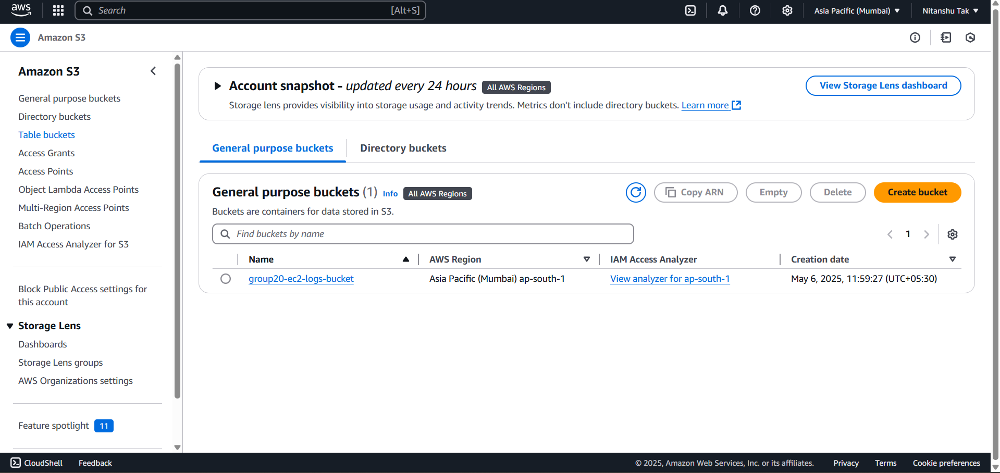 aws
Search [Alt+S]
Asia Pacific (Mumbai)
Nitanshu Tak
Amazon S3
Amazon S3
General purpose buckets
Directory buckets
Table buckets
Access Grants
Access Points
Object Lambda Access Points
Multi-Region Access Points
Batch Operations
IAM Access Analyzer for S3
Block Public Access settings for
this account
Storage Lens
Dashboards
Storage Lens groups
AWS Organizations settings
Feature spotlight 11
Account snapshot - updated every 24 hours All AWS Regions
View Storage Lens dashboard
Storage lens provides visibility into storage usage and activity trends. Metrics don't include directory buckets. Learn more
General purpose buckets Directory buckets
General purpose buckets (1) Info All AWS Regions
Copy ARN Empty Delete Create bucket
Buckets are containers for data stored in S3.
Find buckets by name
1
Name AWS Region IAM Access Analyzer Creation date
group20-ec2-logs-bucket Asia Pacific (Mumbai) ap-south-1 View analyzer for ap-south-1 May 6, 2025, 11:59:27 (UTC+05:30)
CloudShell Feedback © 2025, Amazon Web Services, Inc. or its affiliates. Privacy Terms Cookie preferences